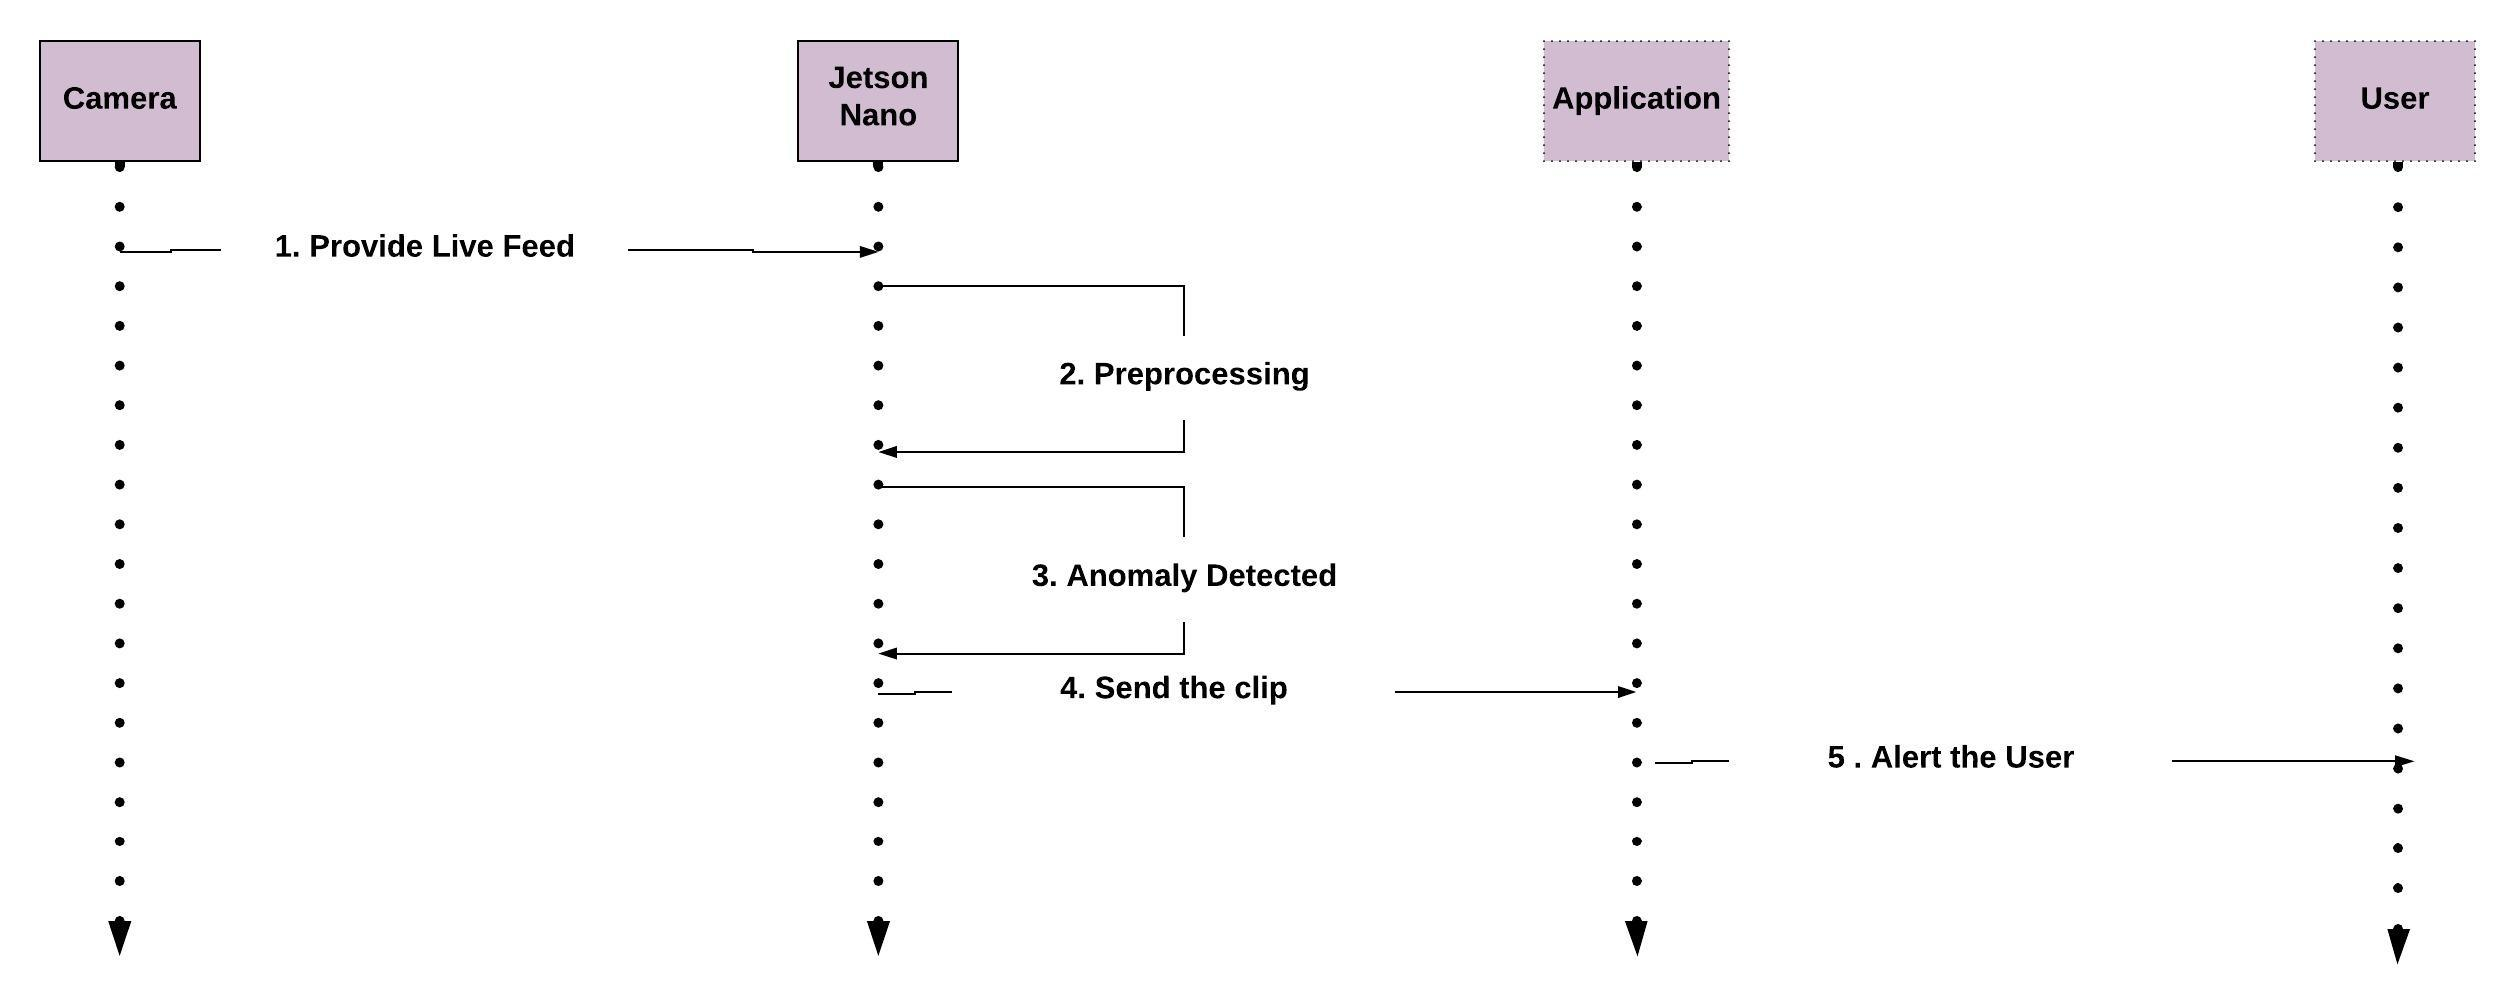 Camera
Jetson
Nano
Application
User
1. Provide Live Feed
2. Preprocessing
3. Anomaly Detected
4. Send the clip
5 . Alert the User